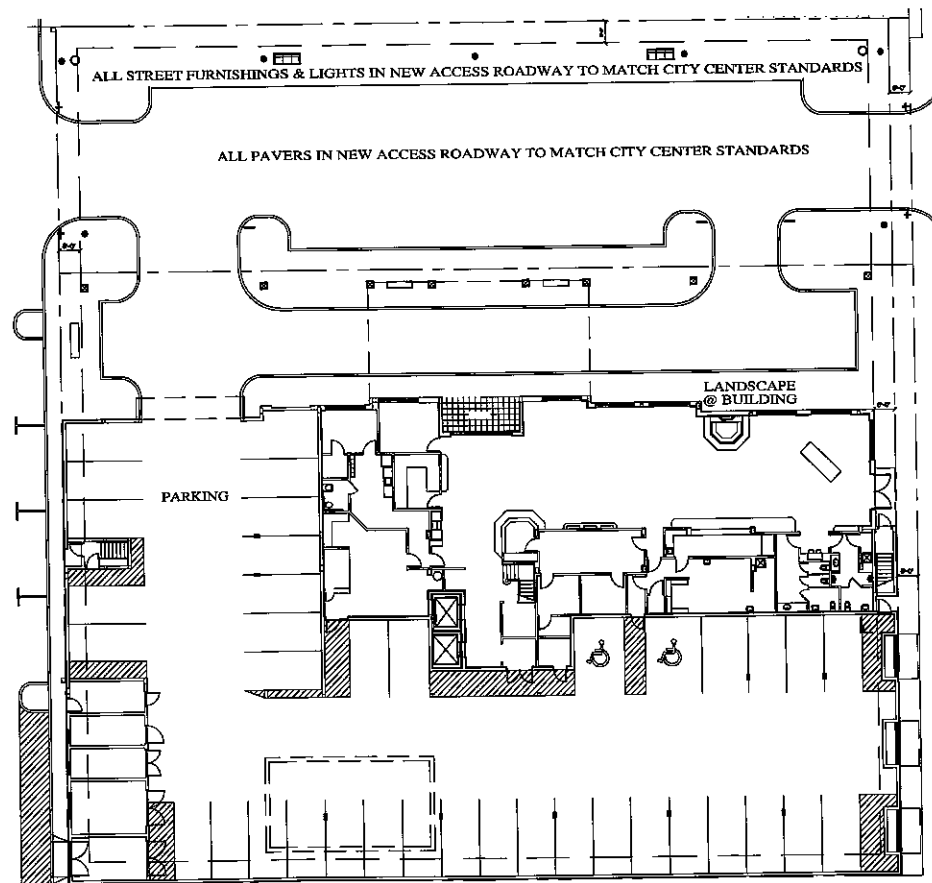 ALL STREET FURNISHINGS & LIGHTS IN NEW ACCESS ROADWAY TO MATCH CITY CENTER STANDARDS
ALL PAVERS IN NEW ACCESS ROADWAY TO MATCH CITY CENTER STANDARDS
LANDSCAPE
@ BUILDING
PARKING